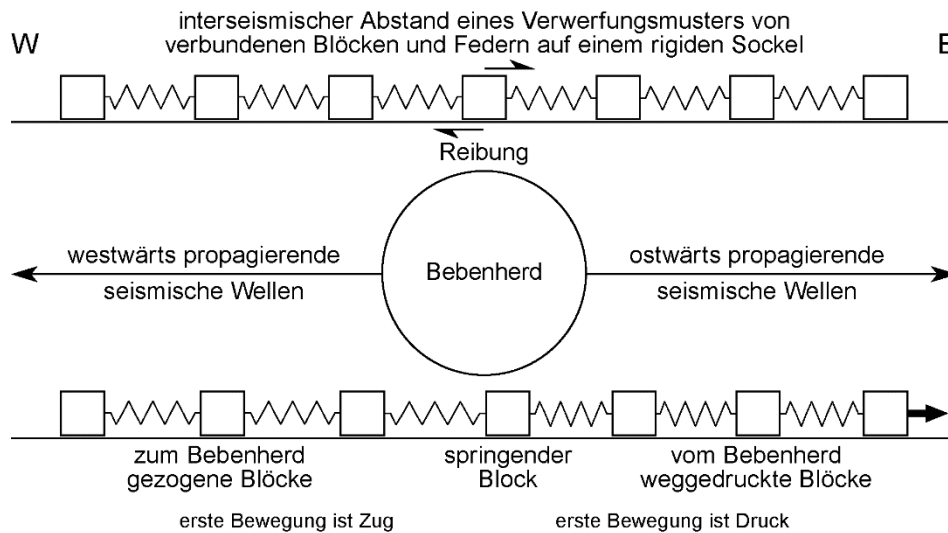 interseismischer Abstand eines Verwerfungsmusters von
W
verbundenen Blöcken und Federn auf einem rigiden Sockel
E
Reibung
westwärts propagierende
seismische Wellen
Bebenherd
ostwärts propagierende
seismische Wellen
zum Bebenherd
gezogene Blöcke
springender
Block
vom Bebenherd
weggedruckte Blöcke
erste Bewegung ist Zug
erste Bewegung ist Druck